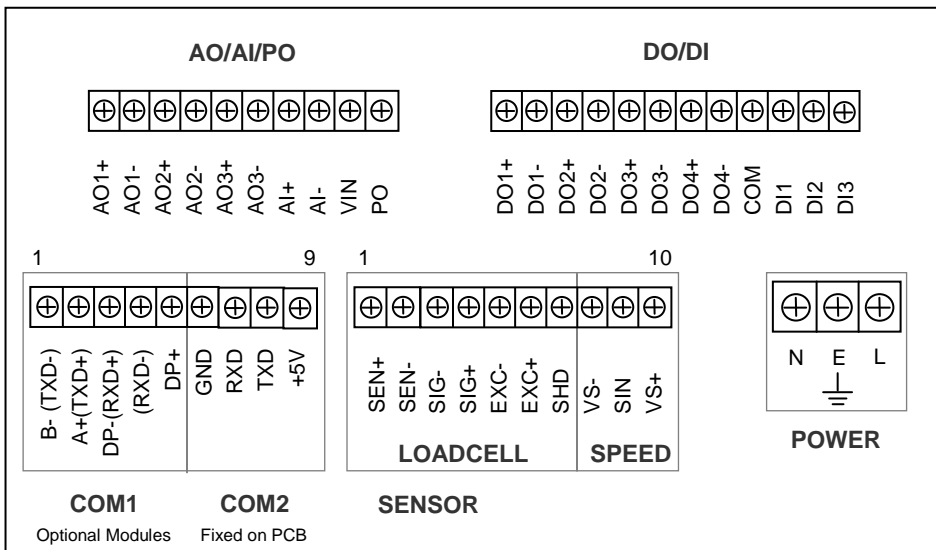 AO/AI/PO
DO/DI
AO1+ AO1- AO2+ AO2- AO3+ AO3- AI+ AI- VIN PO
DO1+ DO1- DO2+ DO2- DO3+ DO3- DO4+ DO4- COM DI1 DI2 DI3
1 9
1 10
B- (TXD-) A+(TXD+) DP-(RXD+) (RXD-) DP+ GND RXD TXD +5V
SEN+ SEN- SIG- SIG+ EXC- EXC+ SHD VS- SIN VS+
N E L
LOADCELL SPEED
POWER
COM1 COM2
SENSOR
Optional Modules Fixed on PCB